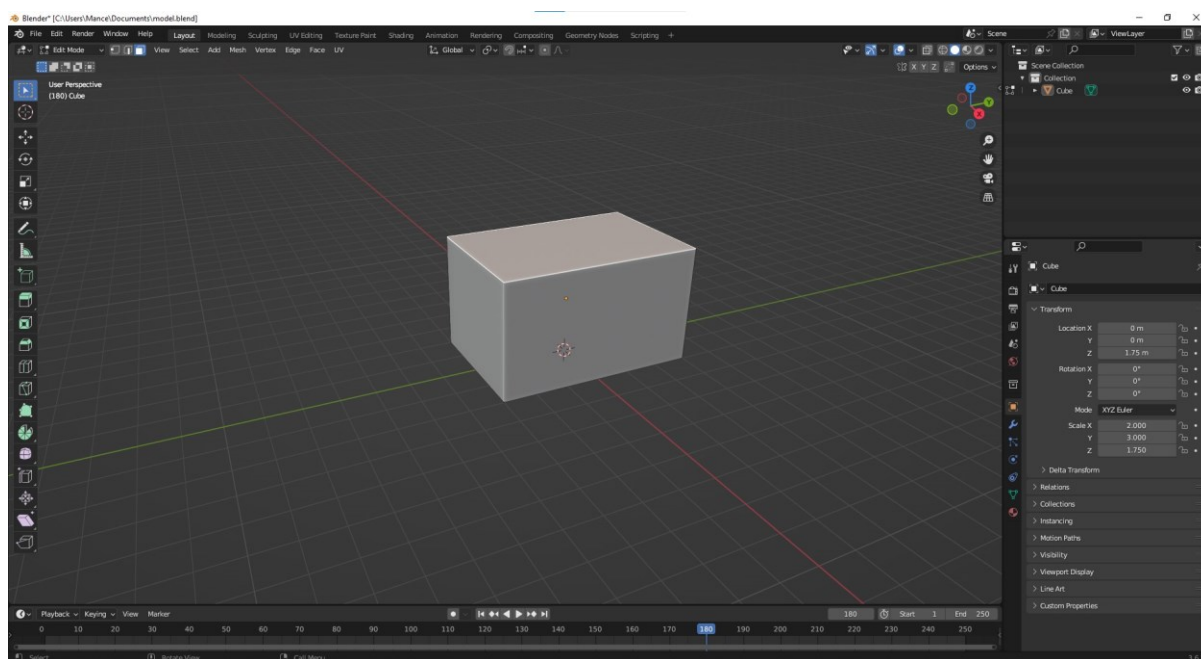 Blender* [C:\Users\Mance\Documents\model.blend]
File Edit Render Window Help Layout Modeling Sculpting UV Editing Texture Paint Shading Animation Rendering Compositing Geometry Nodes Scripting + Scene ViewLayer
Edit Mode View Select Add Mesh Vertex Edge Face UV Global
X Y Z Options
User Perspective
(180) Cube
Z
Y
X
Scene Collection
Collection
Cube
Cube
Cube
Transform
Location X 0 m
Y 0 m
Z 1.75 m
Rotation X 0°
Y 0°
Z 0°
Mode XYZ Euler
Scale X 2.000
Y 3.000
Z 1.750
Delta Transform
Relations
Collections
Instancing
Motion Paths
Visibility
Viewport Display
Line Art
Custom Properties
Playback Keying View Marker 180 Start 1 End 250
0 10 20 30 40 50 60 70 80 90 100 110 120 130 140 150 160 170 180 190 200 210 220 230 240 250
Select Rotate View Call Menu